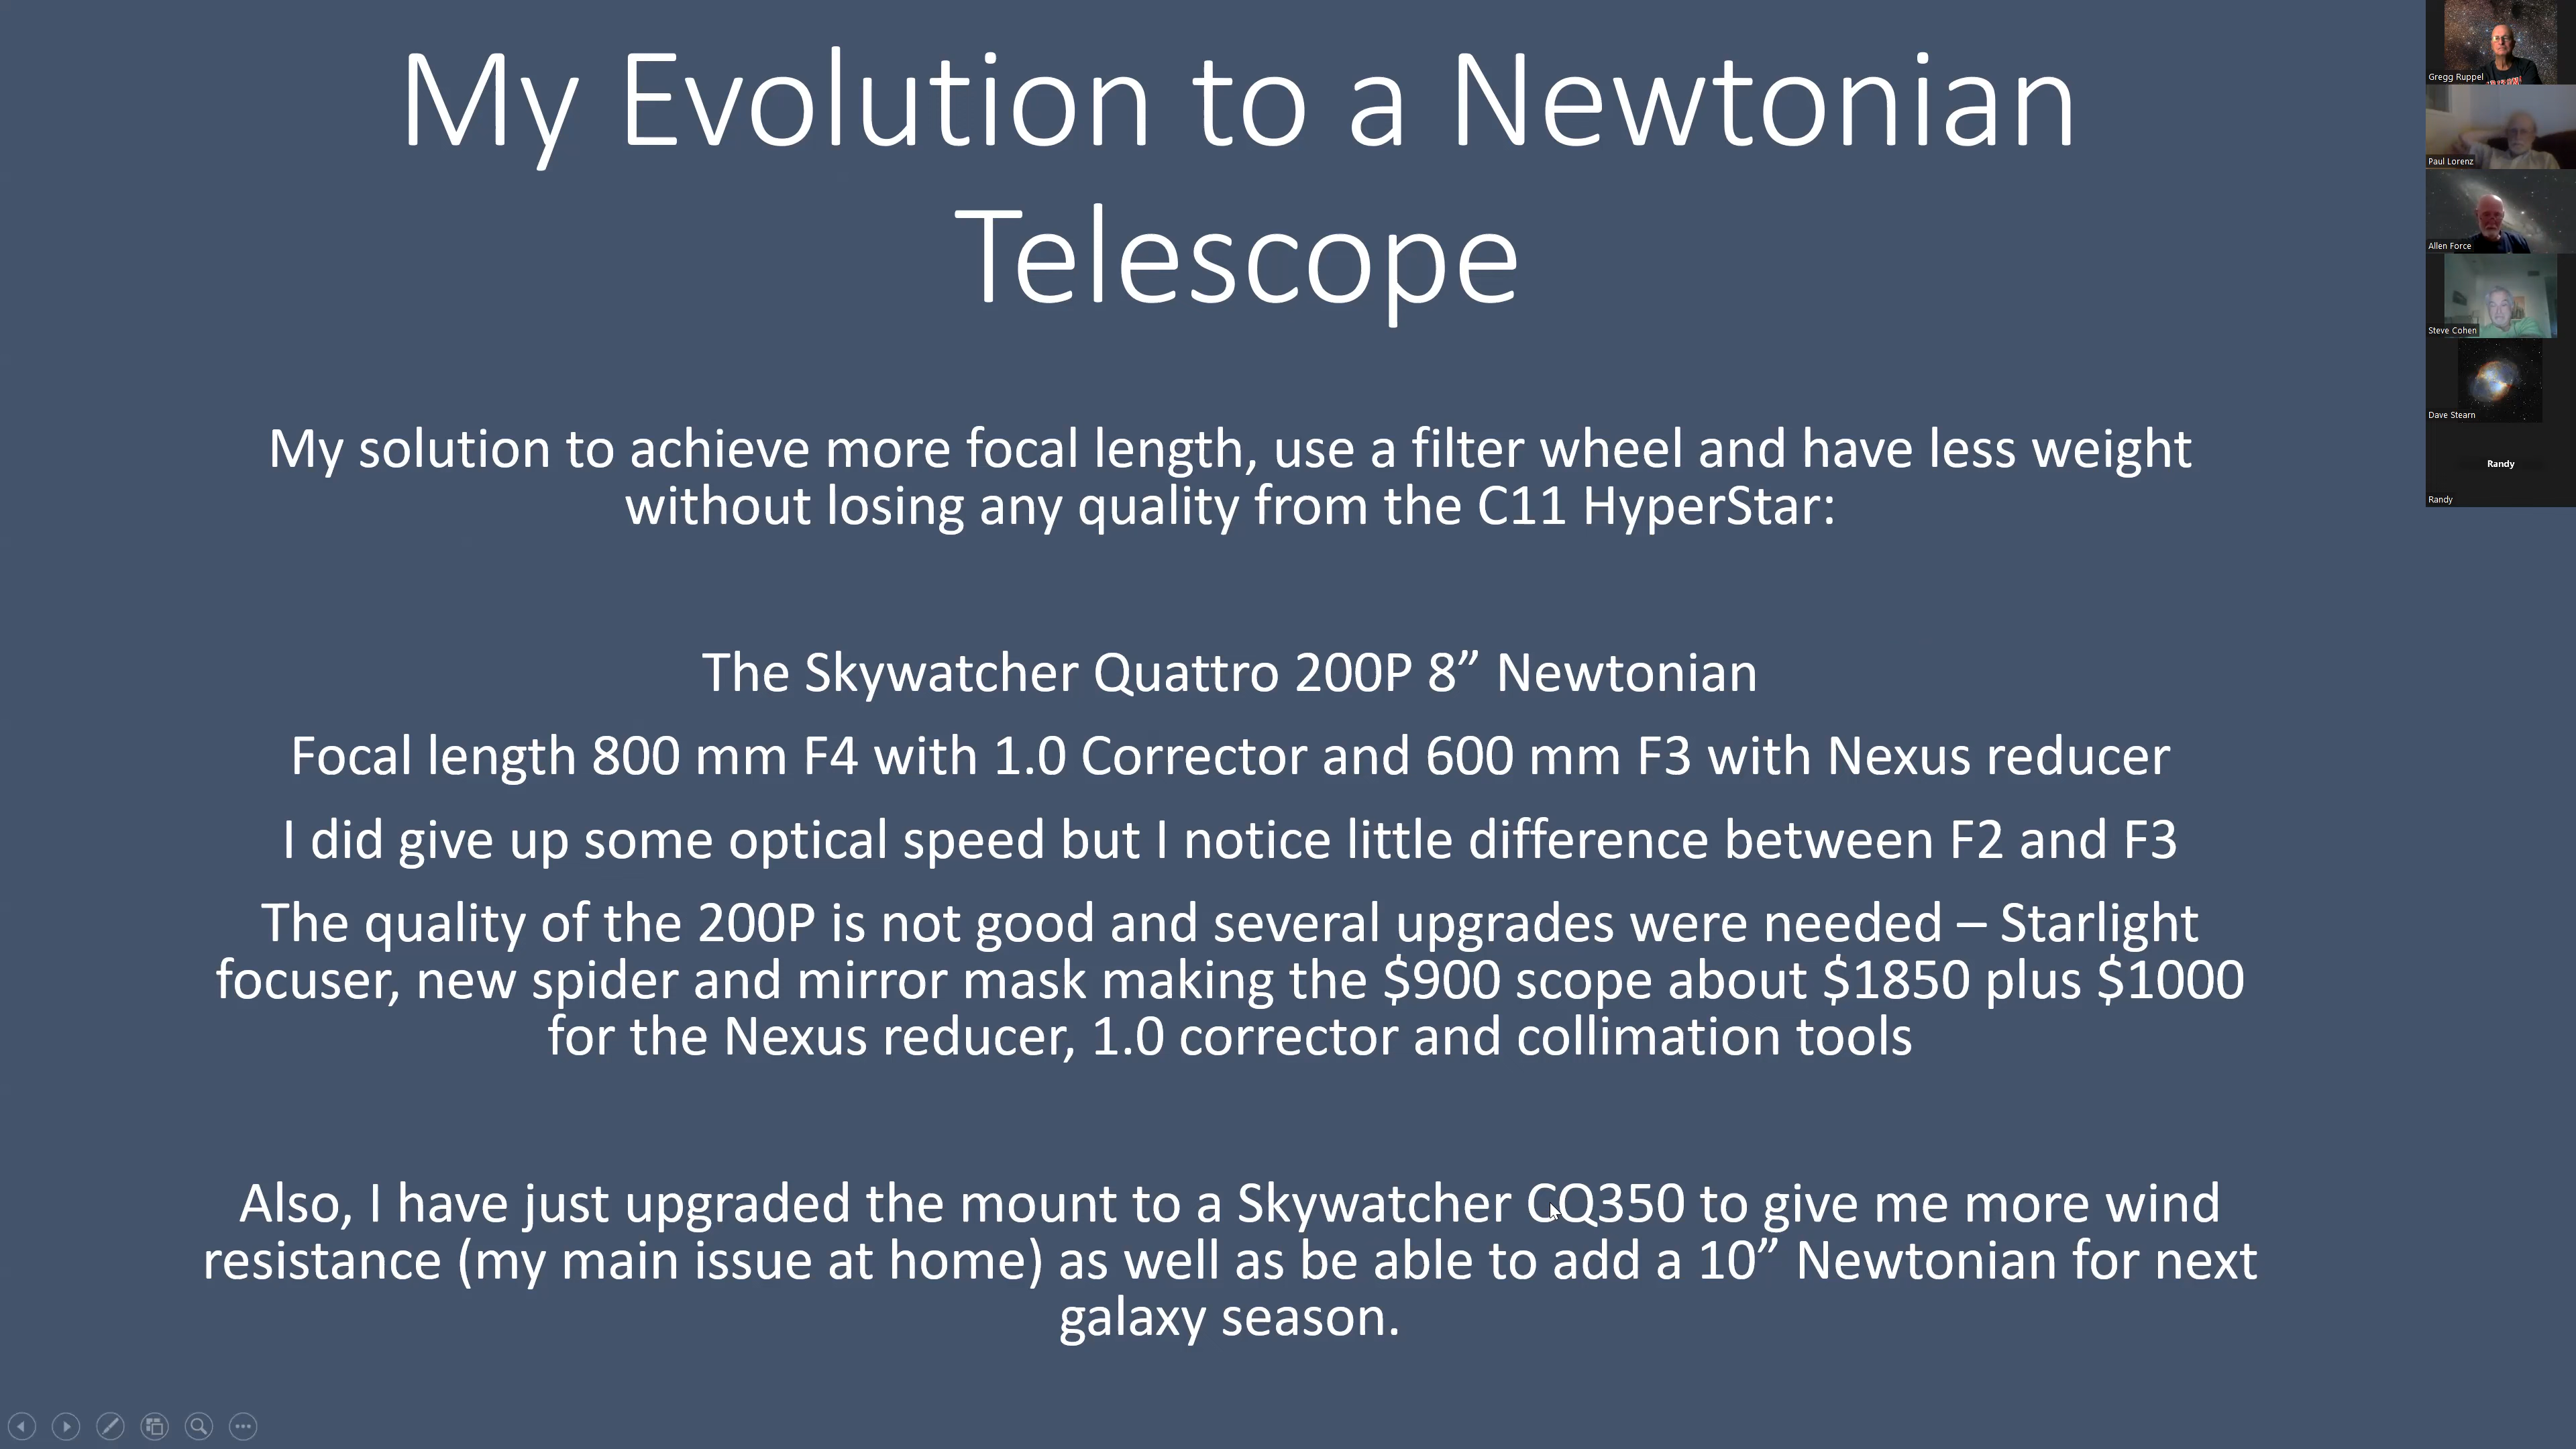 My Evolution to a Newtonian
Telescope
My solution to achieve more focal length, use a filter wheel and have less weight
without losing any quality from the C11 HyperStar:
The Skywatcher Quattro 200P 8” Newtonian
Focal length 800 mm F4 with 1.0 Corrector and 600 mm F3 with Nexus reducer
I did give up some optical speed but I notice little difference between F2 and F3
The quality of the 200P is not good and several upgrades were needed – Starlight
focuser, new spider and mirror mask making the $900 scope about $1850 plus $1000
for the Nexus reducer, 1.0 corrector and collimation tools
Also, I have just upgraded the mount to a Skywatcher CQ350 to give me more wind
resistance (my main issue at home) as well as be able to add a 10” Newtonian for next
galaxy season.
Gregg Ruppel
Paul Lorenz
Allen Force
Steve Cohen
Dave Stearn
Randy
Randy